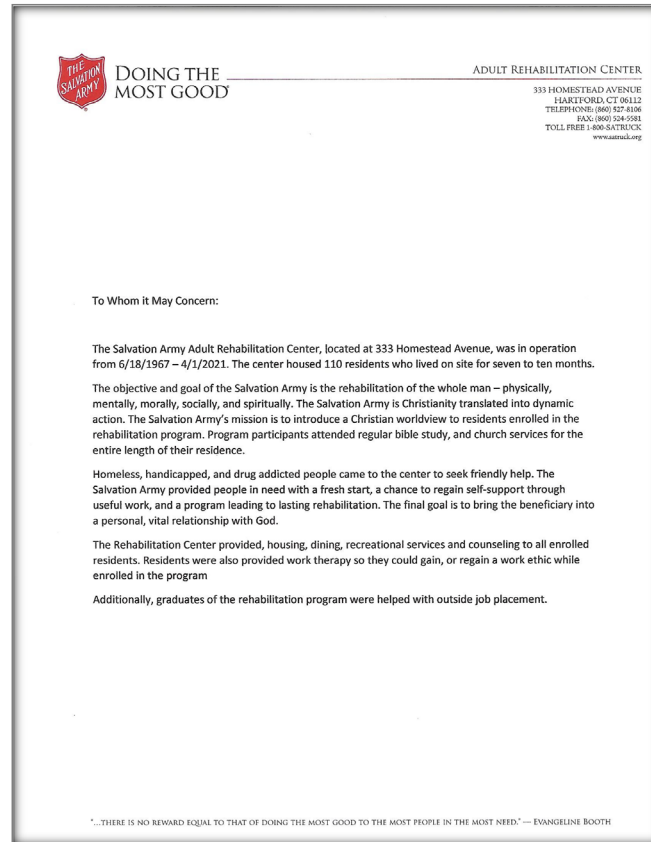 THE
SALVATION
ARMY
DOING THE
MOST GOOD®
ADULT REHABILITATION CENTER
333 HOMESTEAD AVENUE
HARTFORD, CT 06112
TELEPHONE: (860) 527-8106
FAX: (860) 524-5581
TOLL FREE 1-800-SATRUCK
www.satruck.org
To Whom it May Concern:
The Salvation Army Adult Rehabilitation Center, located at 333 Homestead Avenue, was in operation
from 6/18/1967 – 4/1/2021. The center housed 110 residents who lived on site for seven to ten months.
The objective and goal of the Salvation Army is the rehabilitation of the whole man – physically,
mentally, morally, socially, and spiritually. The Salvation Army is Christianity translated into dynamic
action. The Salvation Army's mission is to introduce a Christian worldview to residents enrolled in the
rehabilitation program. Program participants attended regular bible study, and church services for the
entire length of their residence.
Homeless, handicapped, and drug addicted people came to the center to seek friendly help. The
Salvation Army provided people in need with a fresh start, a chance to regain self-support through
useful work, and a program leading to lasting rehabilitation. The final goal is to bring the beneficiary into
a personal, vital relationship with God.
The Rehabilitation Center provided, housing, dining, recreational services and counseling to all enrolled
residents. Residents were also provided work therapy so they could gain, or regain a work ethic while
enrolled in the program
Additionally, graduates of the rehabilitation program were helped with outside job placement.
"...THERE IS NO REWARD EQUAL TO THAT OF DOING THE MOST GOOD TO THE MOST PEOPLE IN THE MOST NEED." — EVANGELINE BOOTH